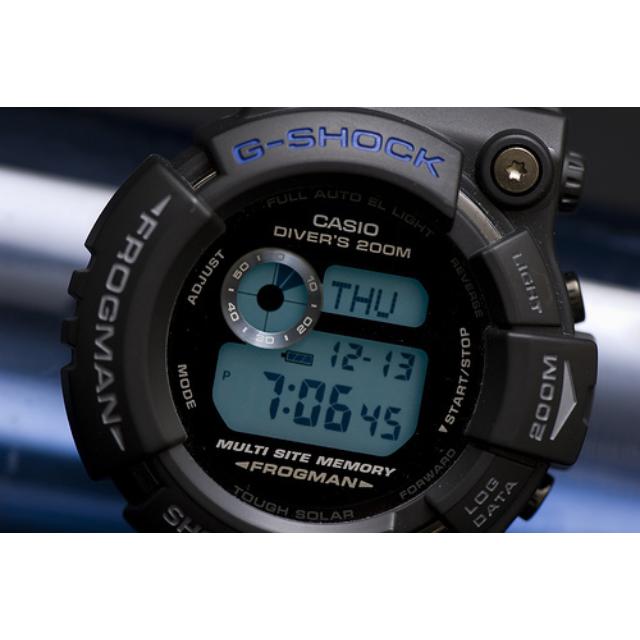 G-SHOCK
FULL AUTO EL LIGHT
CASIO
DIVER'S 200M
ADJUST
REVERSE
LIGHT
FROGMAN
50 0 10
40 30 20
THU
12-13
P 7:06 45
MODE
START/STOP
200M
MULTI SITE MEMORY
FROGMAN
FORWARD
TOUGH SOLAR
LOG
DATA